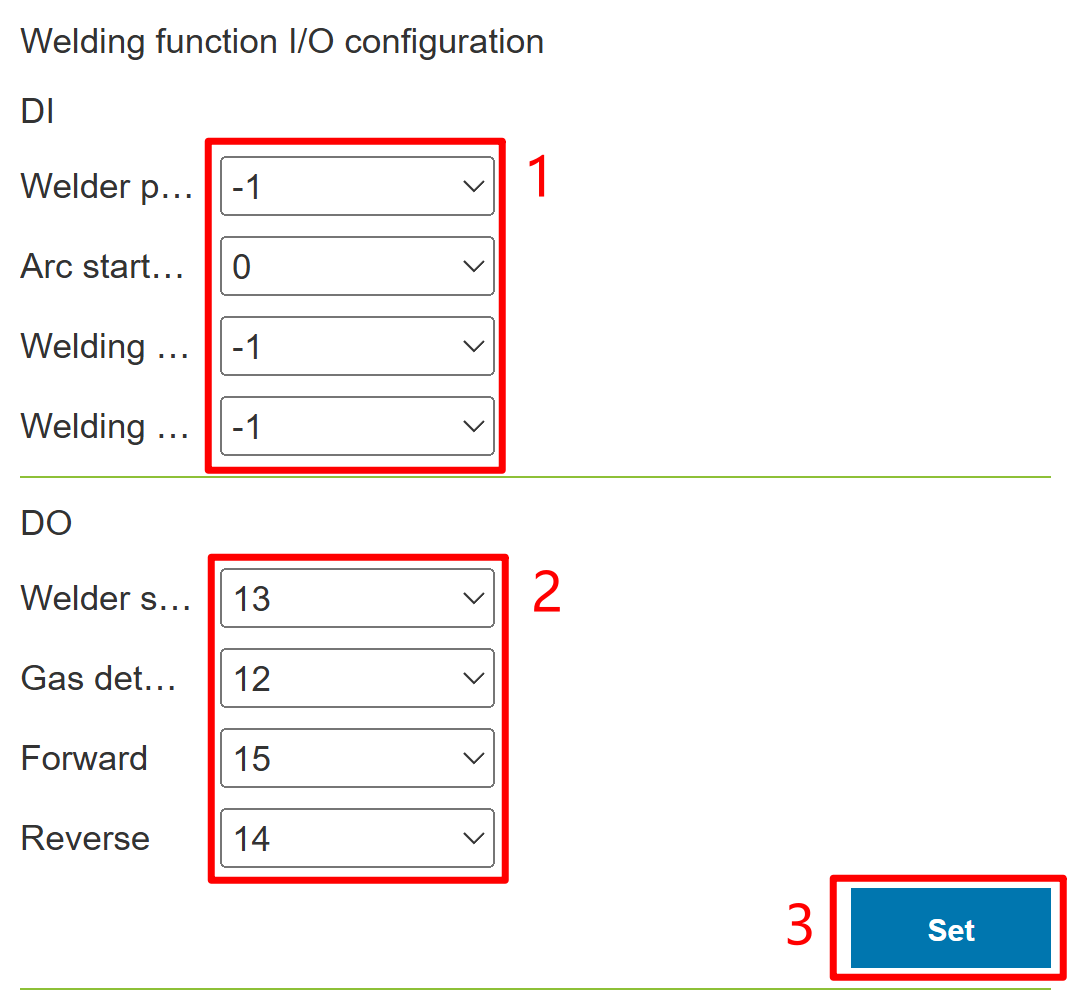 Welding function I/O configuration
DI
Welder p... -1 1
Arc start... 0
Welding ... -1
Welding ... -1
DO
Welder s... 13 2
Gas det... 12
Forward 15
Reverse 14
3 Set